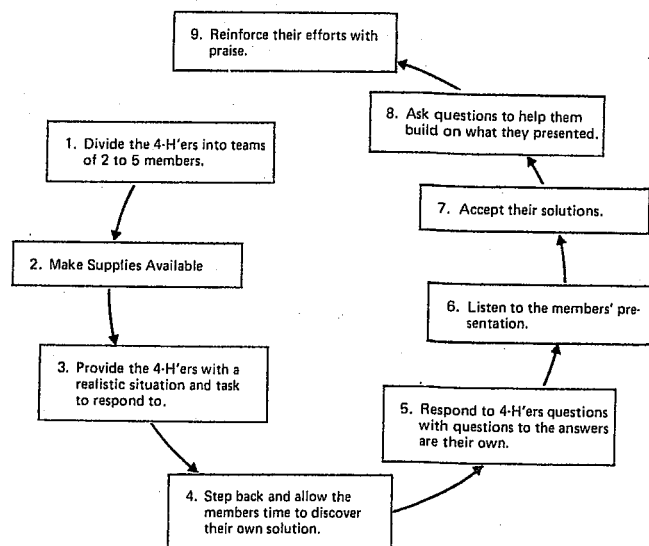 1. Divide the 4-H'ers into teams
of 2 to 5 members.
2. Make Supplies Available
3. Provide the 4-H'ers with a
realistic situation and task
to respond to.
4. Step back and allow the
members time to discover
their own solution.
5. Respond to 4-H'ers questions
with questions to the answers
are their own.
6. Listen to the members' pre-
sentation.
7. Accept their solutions.
8. Ask questions to help them
build on what they presented.
9. Reinforce their efforts with
praise.